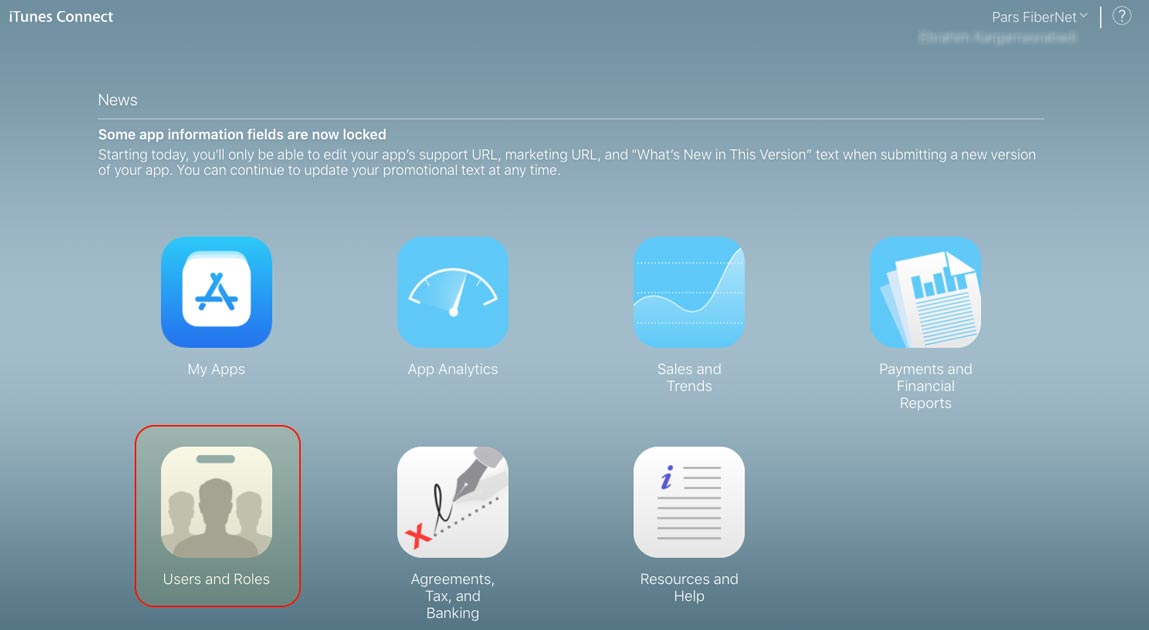 iTunes Connect
Pars FiberNet
?
News
Some app information fields are now locked
Starting today, you'll only be able to edit your app's support URL, marketing URL, and "What's New in This Version" text when submitting a new version
of your app. You can continue to update your promotional text at any time.
My Apps
App Analytics
Sales and
Trends
Payments and
Financial
Reports
Users and Roles
Agreements,
Tax, and
Banking
Resources and
Help